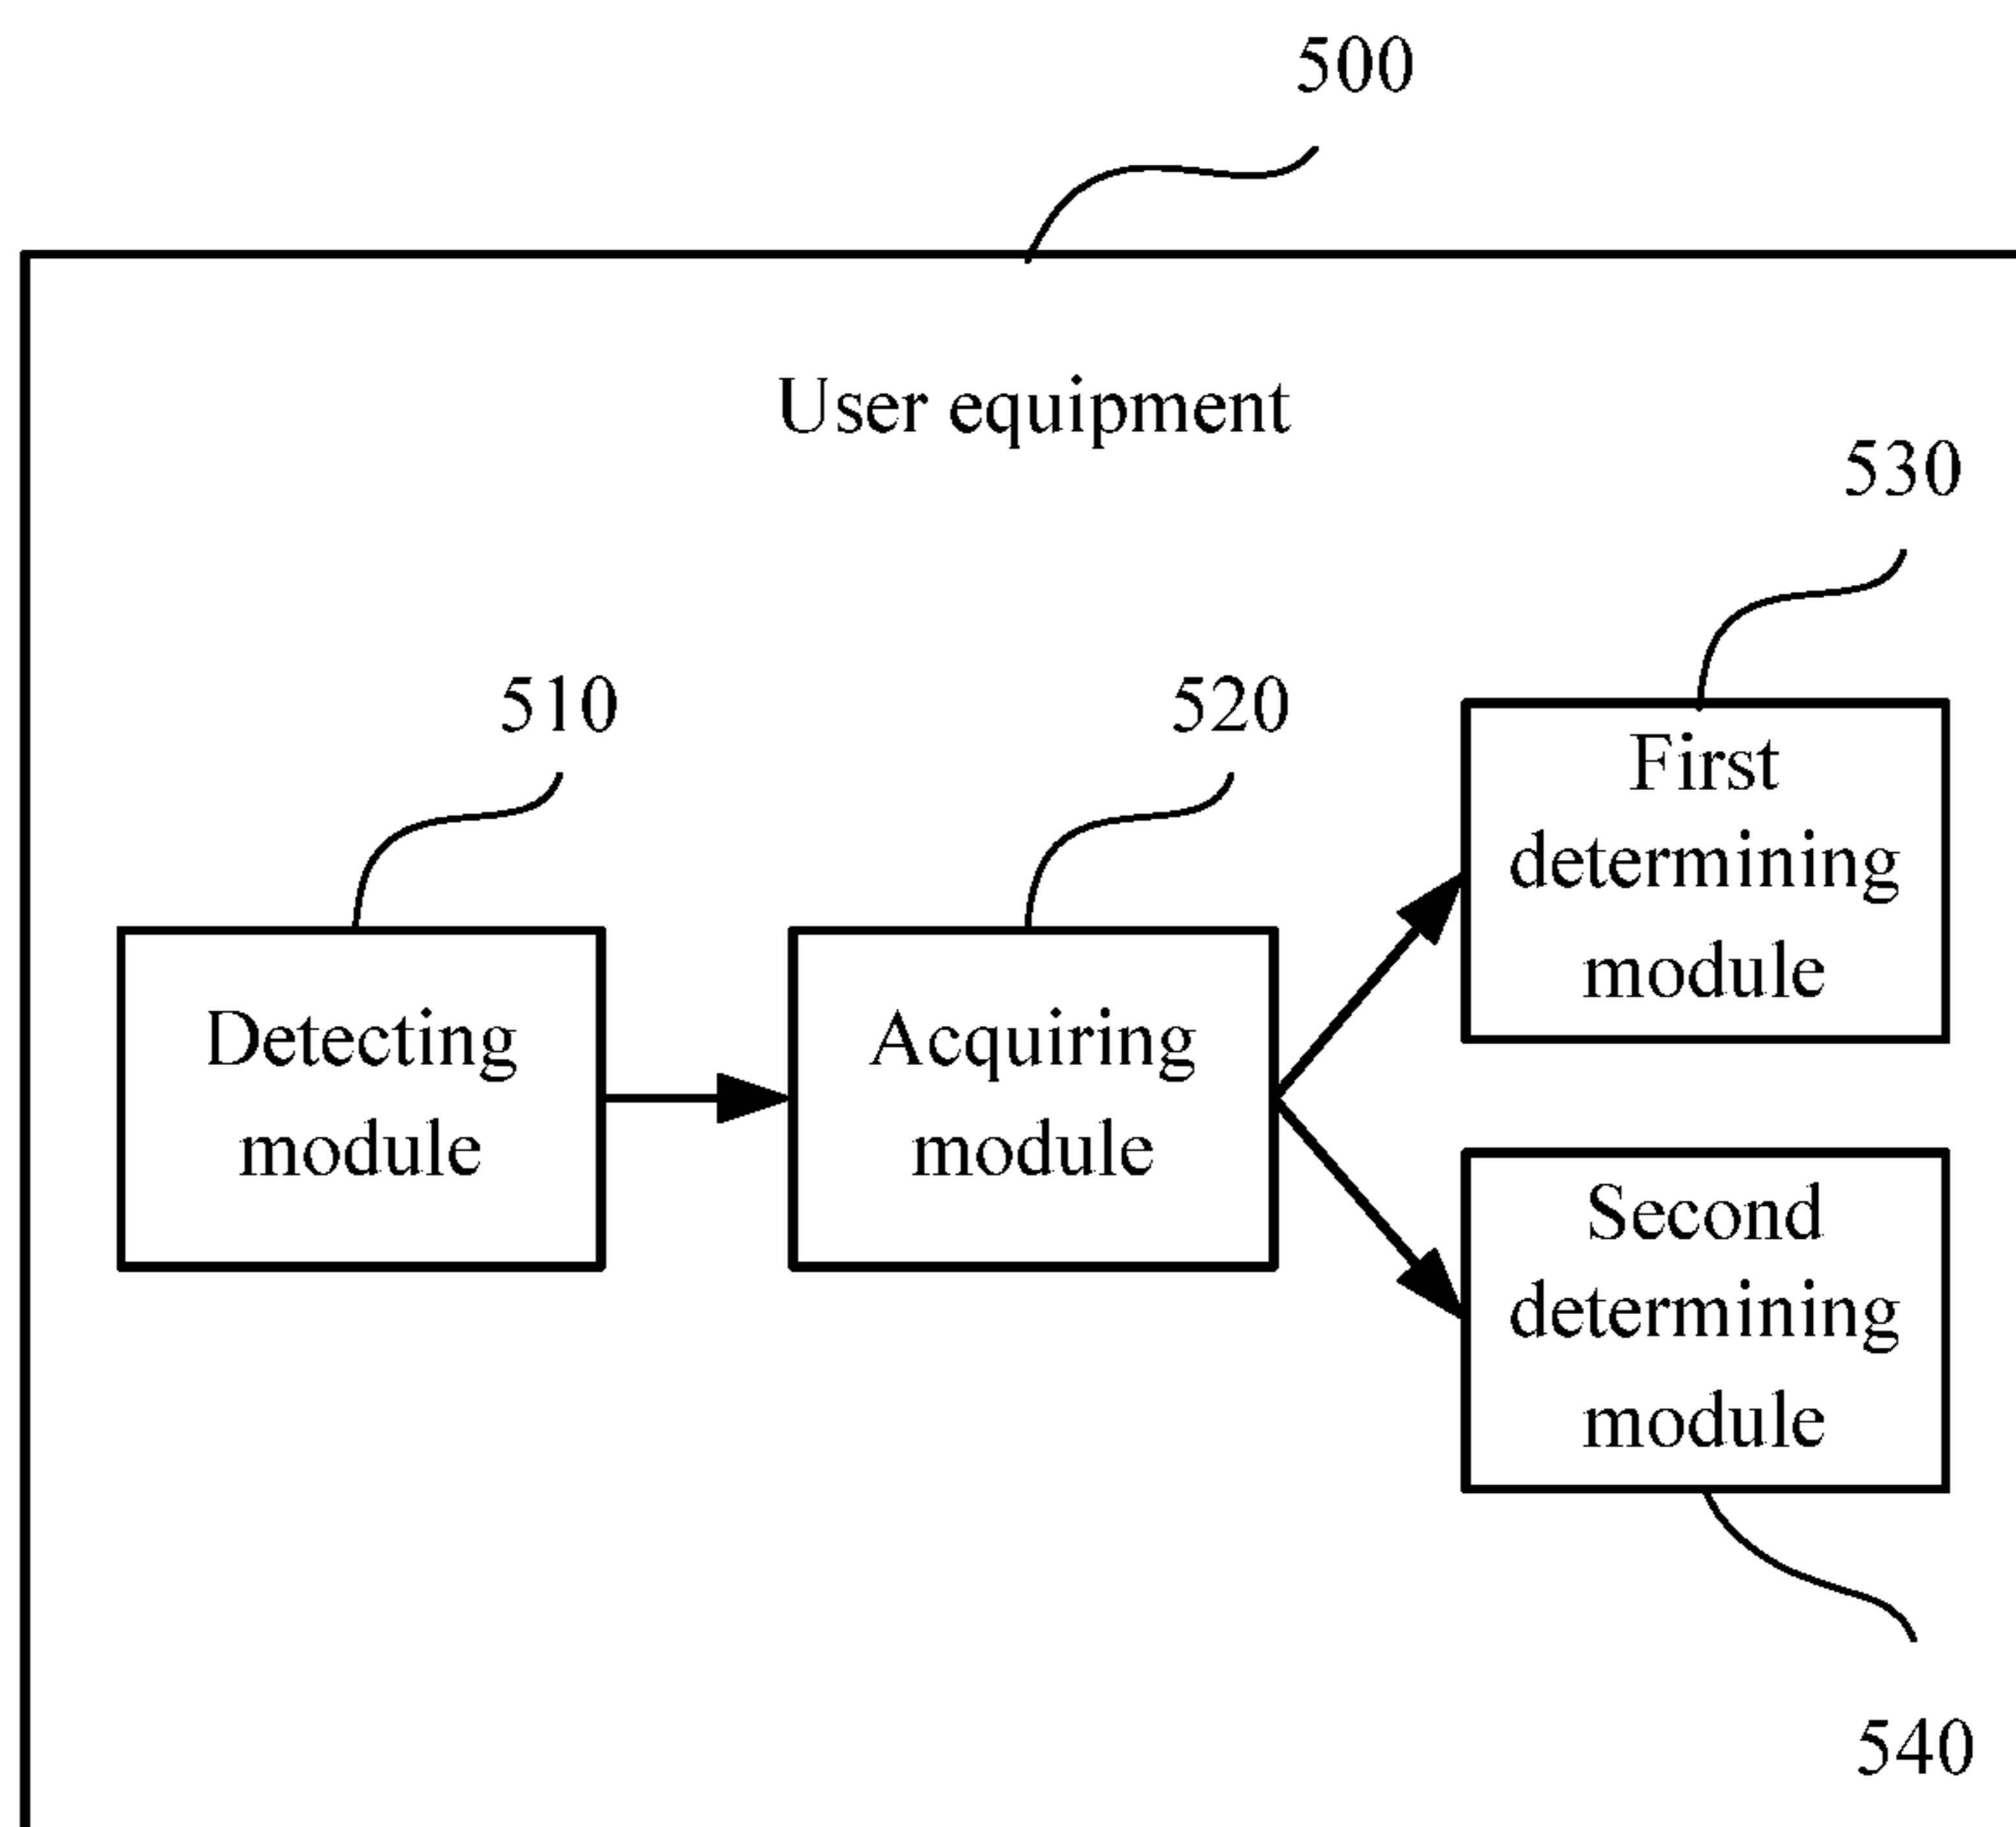 500
User equipment
530
510
520
First
determining
module
Detecting
module
Acquiring
module
Second
determining
module
540